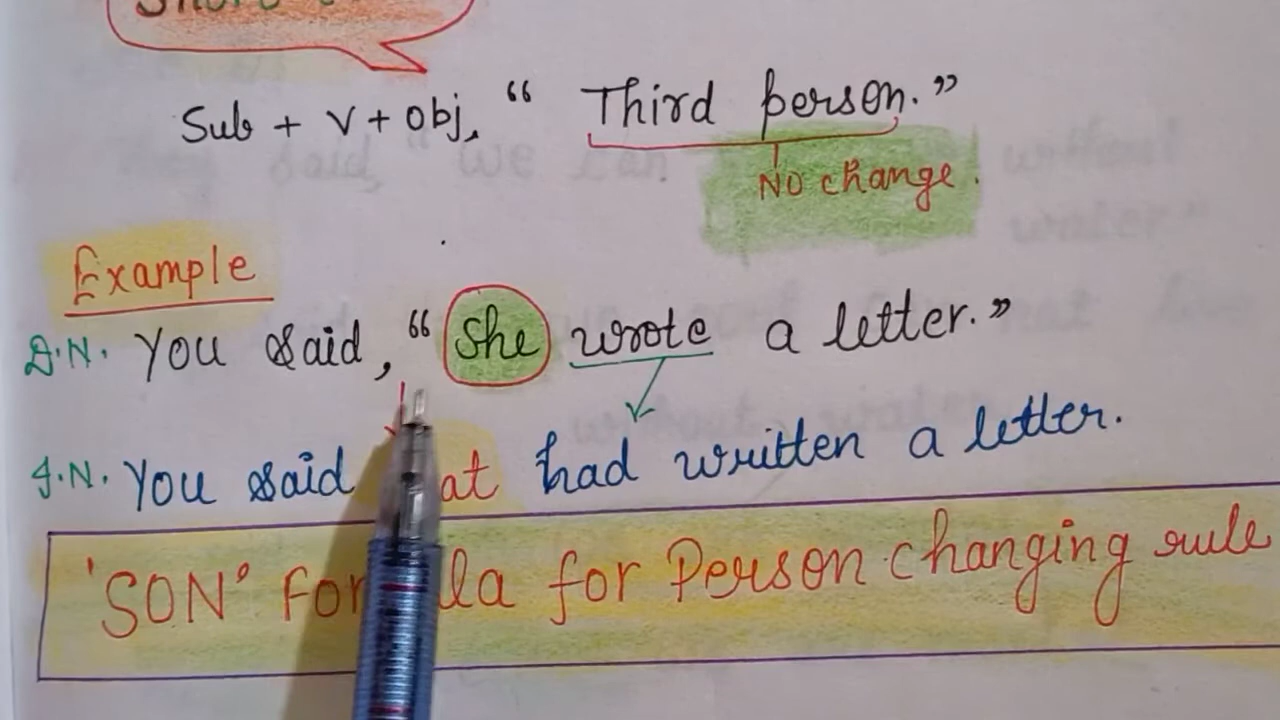 Sub + V + Obj, “ Third person.”
No change.
Example
D.N. You said, “ She wrote a letter.”
I.N. You said at had written a letter.
'SON' For la for Person changing rule